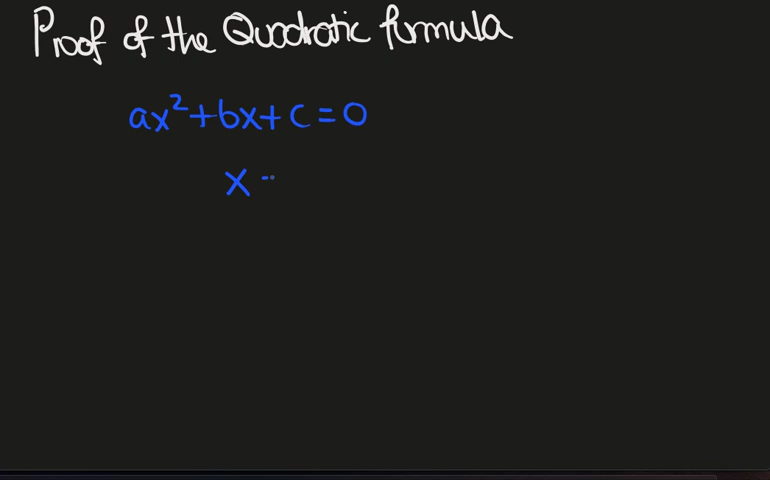 Proof of the Quadratic formula
ax²+bx+c=0
x -